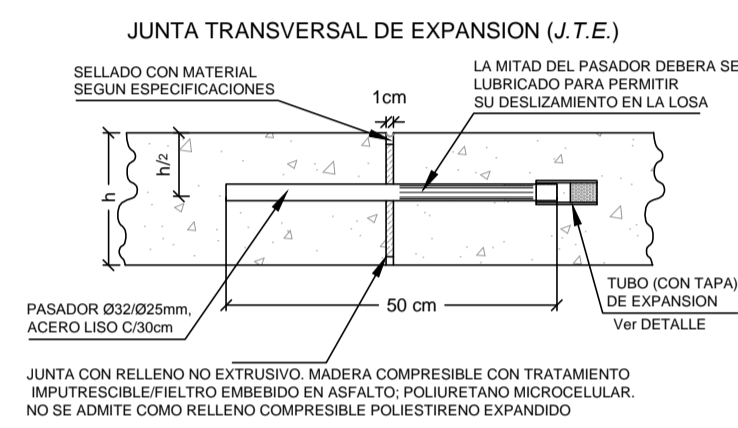 JUNTA TRANSVERSAL DE EXPANSION (J.T.E.)
SELLADO CON MATERIAL
SEGUN ESPECIFICACIONES
1cm
LA MITAD DEL PASADOR DEBERA SE
LUBRICADO PARA PERMITIR
SU DESLIZAMIENTO EN LA LOSA
h/2
h
50 cm
PASADOR Ø32/Ø25mm,
ACERO LISO C/30cm
TUBO (CON TAPA)
DE EXPANSION
Ver DETALLE
JUNTA CON RELLENO NO EXTRUSIVO. MADERA COMPRESIBLE CON TRATAMIENTO
IMPUTRESCIBLE/FIELTRO EMBEBIDO EN ASFALTO; POLIURETANO MICROCELULAR.
NO SE ADMITE COMO RELLENO COMPRESIBLE POLIESTIRENO EXPANDIDO